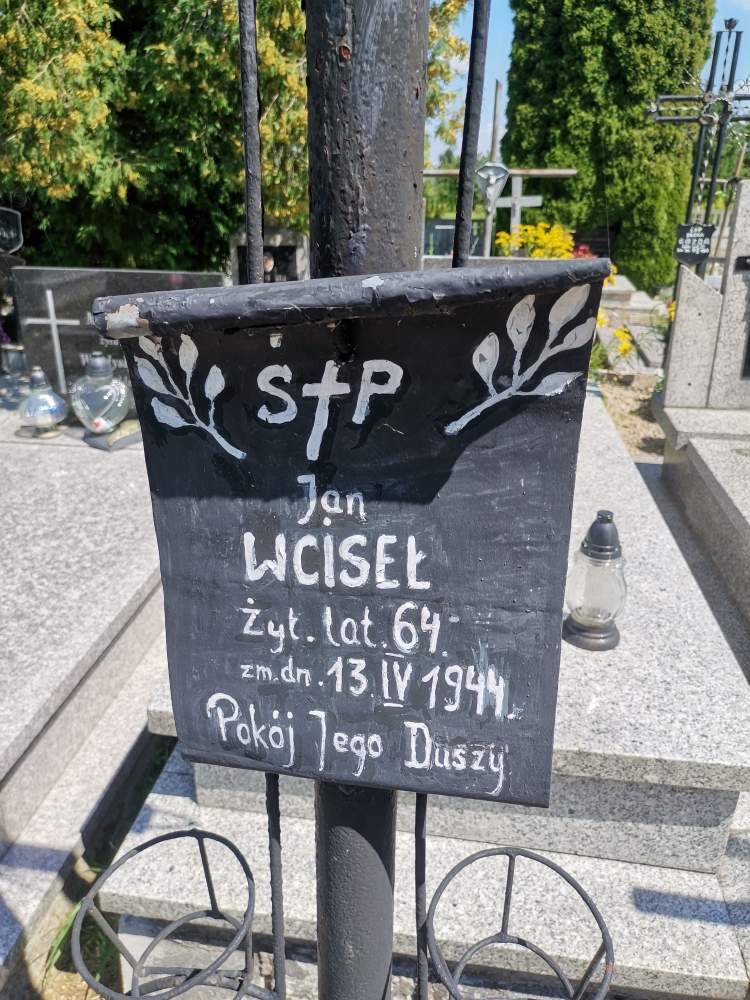 S†P
Jan
WCISEŁ
Żył. lat. 64.
zm. dn. 13. IV 1944.
Pokój Jego Duszy